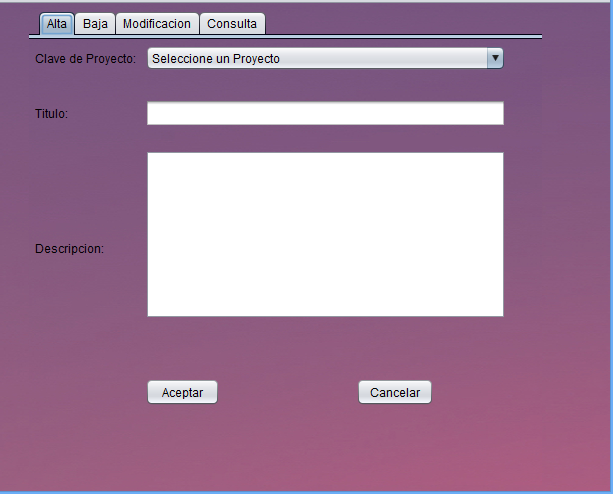 Alta Baja Modificacion Consulta
Clave de Proyecto: Seleccione un Proyecto
Titulo:
Descripcion:
Aceptar Cancelar